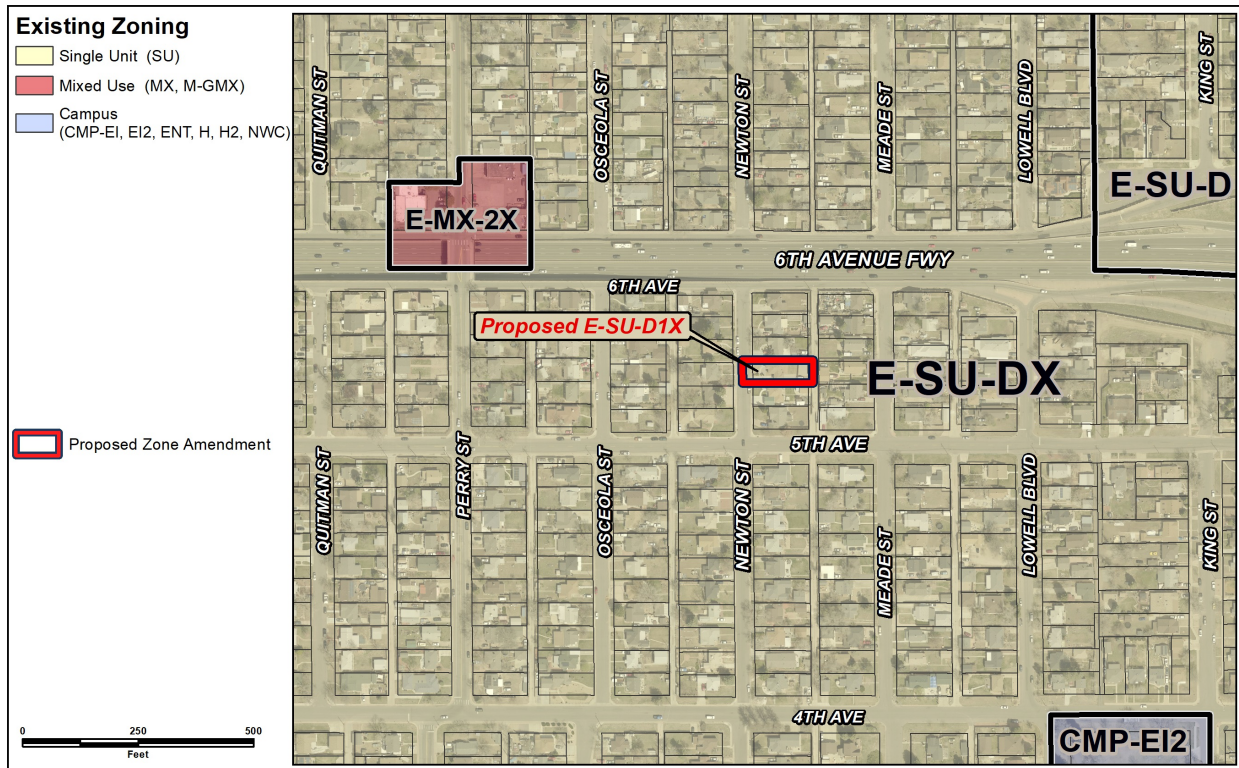 Existing Zoning
Single Unit (SU)
Mixed Use (MX, M-GMX)
Campus
(CMP-EI, EI2, ENT, H, H2, NWC)
Proposed Zone Amendment
0 250 500
Feet
QUITMAN ST
OSCEOLA ST
NEWTON ST
MEADE ST
LOWELL BLVD
KING ST
E-SU-D
E-MX-2X
6TH AVENUE FWY
6TH AVE
Proposed E-SU-D1X
E-SU-DX
5TH AVE
QUITMAN ST
PERRY ST
OSCEOLA ST
NEWTON ST
MEADE ST
LOWELL BLVD
KING ST
4TH AVE
CMP-EI2